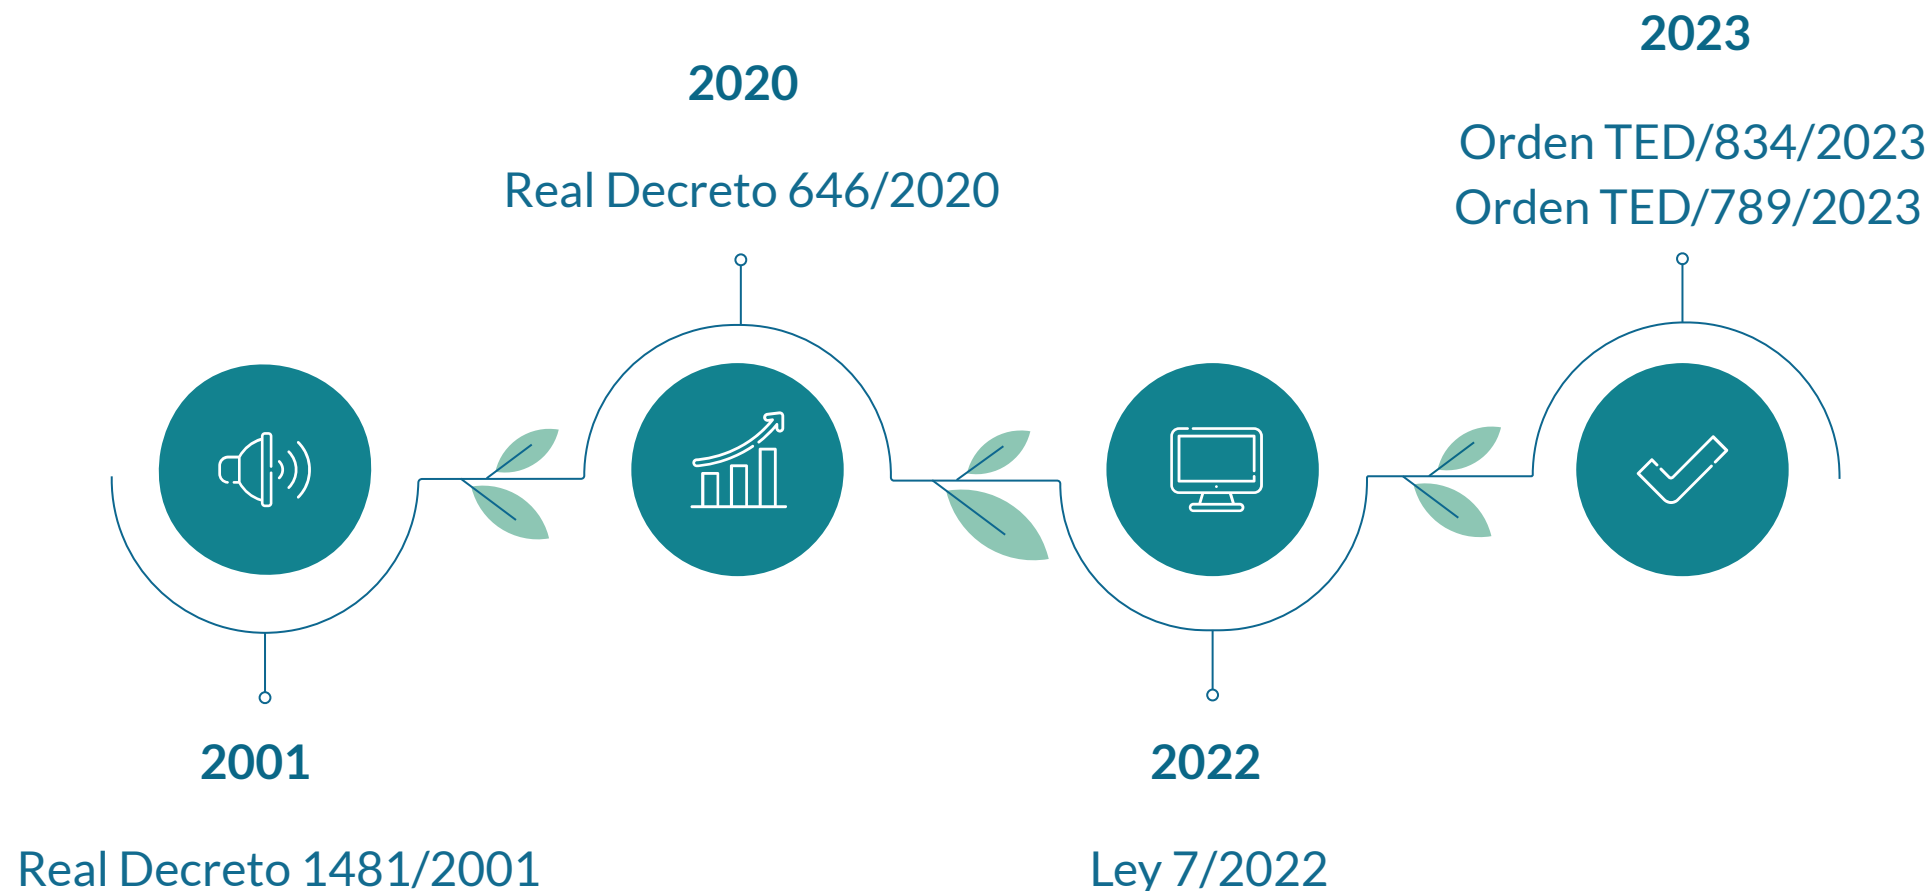 2001
Real Decreto 1481/2001
2020
Real Decreto 646/2020
2022
Ley 7/2022
2023
Orden TED/834/2023
Orden TED/789/2023